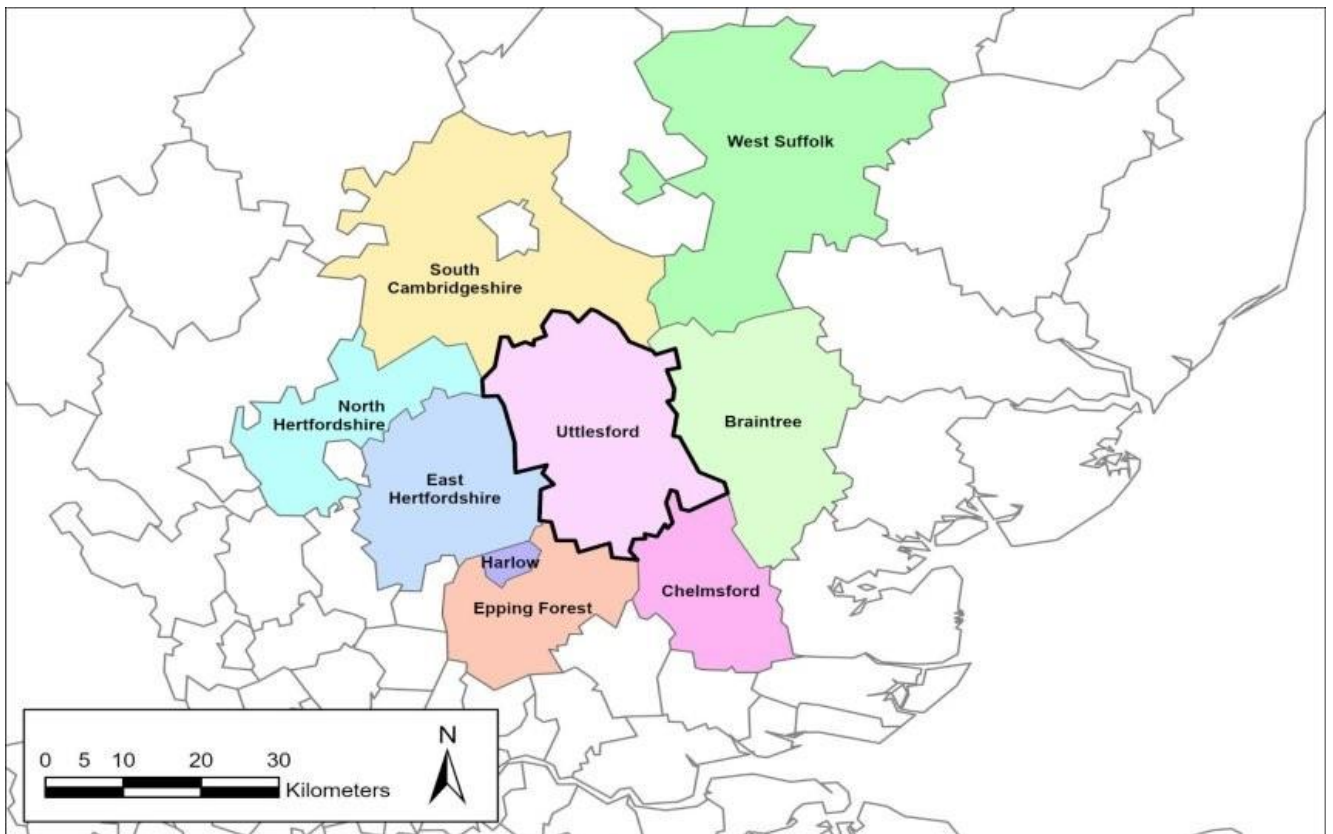 West Suffolk
South
Cambridgeshire
North
Hertfordshire
Uttlesford
Braintree
East
Hertfordshire
Harlow
Chelmsford
Epping Forest
N
0 5 10 20 30
Kilometers